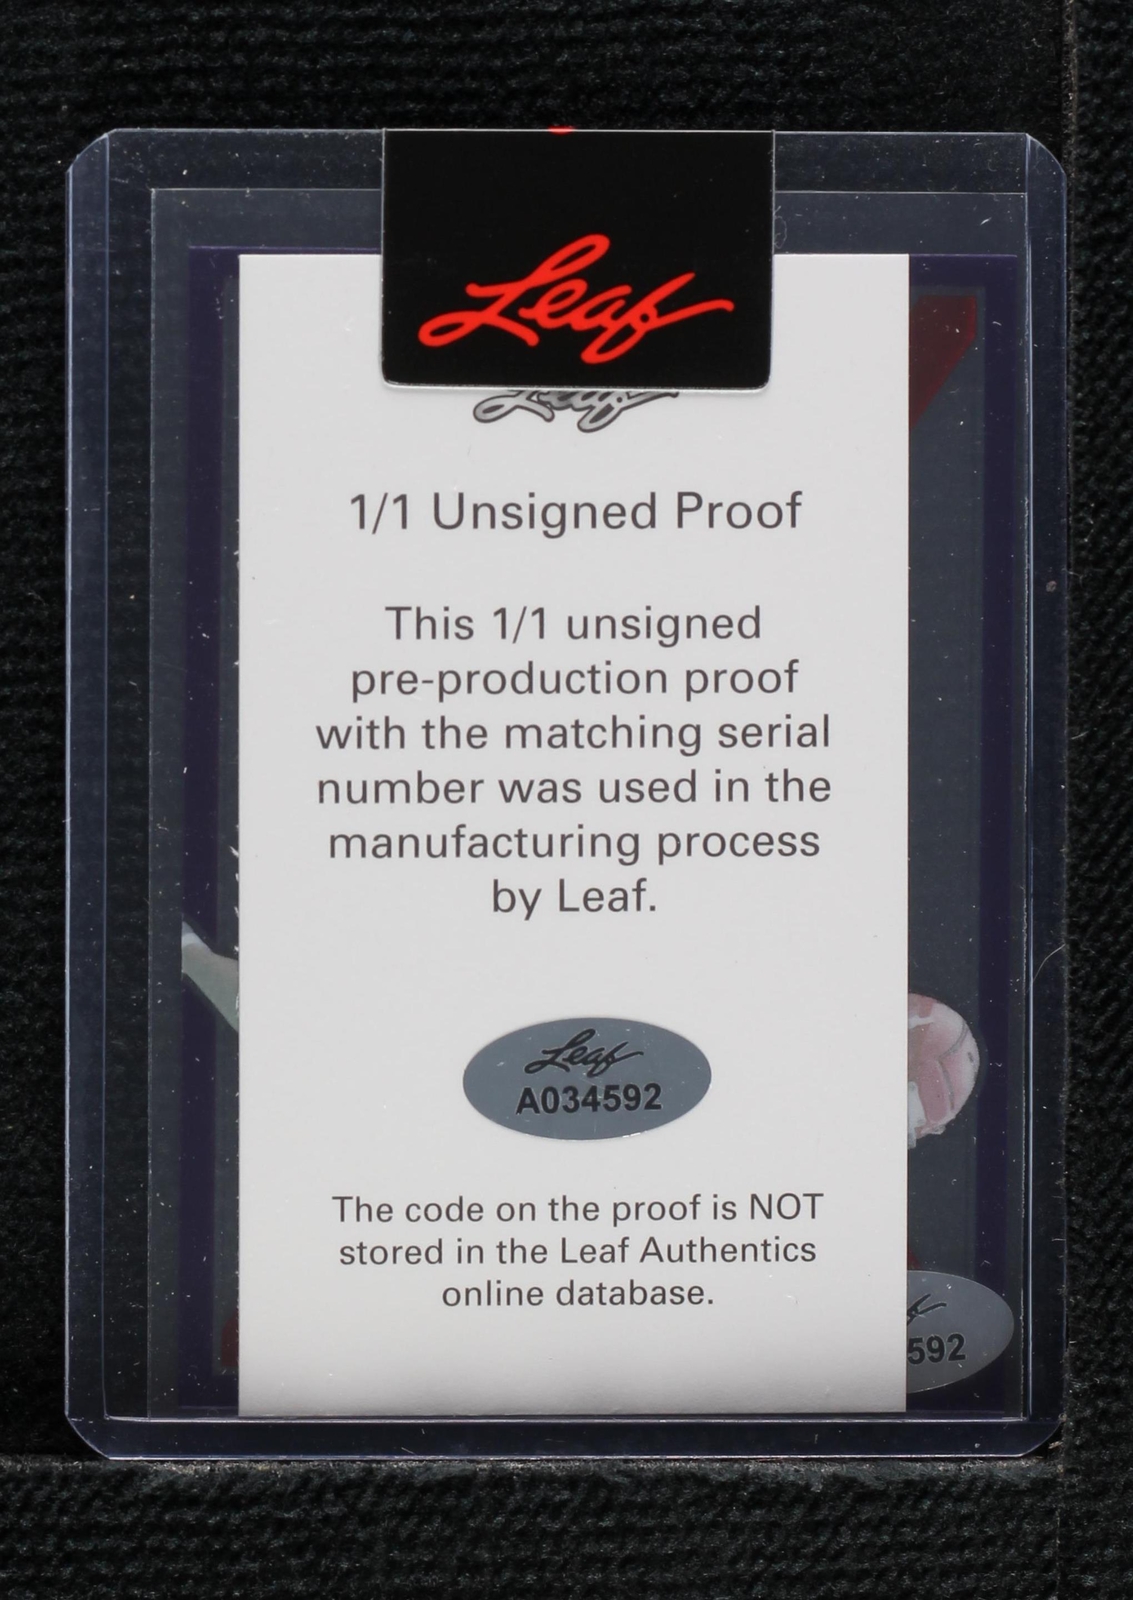 Leaf
Leaf
1/1 Unsigned Proof
This 1/1 unsigned
pre-production proof
with the matching serial
number was used in the
manufacturing process
by Leaf.
Leaf
A034592
The code on the proof is NOT
stored in the Leaf Authentics
online database.
592